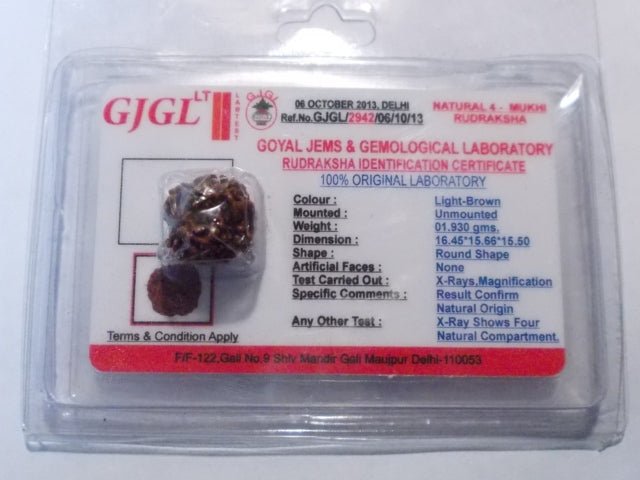 GJGL LT
LABTEST
GJGL
06 OCTOBER 2013, DELHI
Ref.No.GJGL/2942/06/10/13
NATURAL 4 - MUKHI
RUDRAKSHA
GOYAL JEMS & GEMOLOGICAL LABORATORY
RUDRAKSHA IDENTIFICATION CERTIFICATE
100% ORIGINAL LABORATORY
Colour : Light-Brown
Mounted : Unmounted
Weight : 01.930 gms.
Dimension : 16.45*15.66*15.50
Shape : Round Shape
Artificial Faces : None
Test Carried Out : X-Rays,Magnification
Specific Comments : Result Confirm
Natural Origin
Any Other Test : X-Ray Shows Four
Natural Compartment.
Terms & Condition Apply
F/F-122,Gali No.9 Shiv Mandir Gali Maujpur Delhi-110053